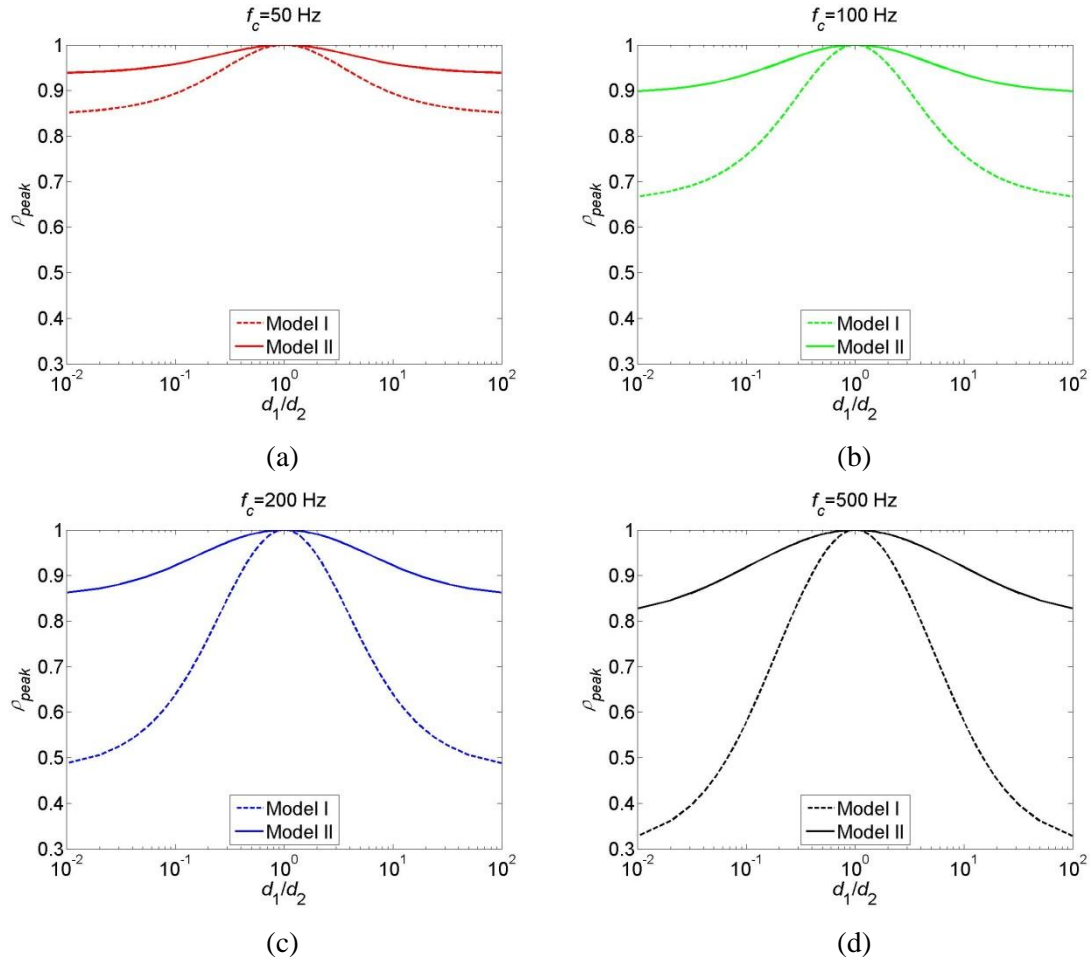 f_c=50 Hz
1
0.9
0.8
0.7
0.6
0.5
0.4
0.3
ρ_peak
Model I
Model II
10^-2 10^-1 10^0 10^1 10^2
d_1/d_2
(a)
f_c=100 Hz
1
0.9
0.8
0.7
0.6
0.5
0.4
0.3
ρ_peak
Model I
Model II
10^-2 10^-1 10^0 10^1 10^2
d_1/d_2
(b)
f_c=200 Hz
1
0.9
0.8
0.7
0.6
0.5
0.4
0.3
ρ_peak
Model I
Model II
10^-2 10^-1 10^0 10^1 10^2
d_1/d_2
(c)
f_c=500 Hz
1
0.9
0.8
0.7
0.6
0.5
0.4
0.3
ρ_peak
Model I
Model II
10^-2 10^-1 10^0 10^1 10^2
d_1/d_2
(d)